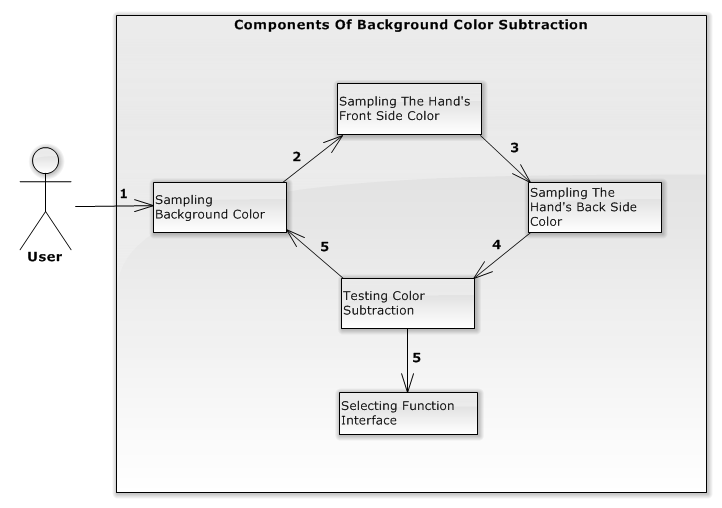 Components Of Background Color Subtraction
Sampling The Hand's
Front Side Color
2
3
1
Sampling
Background Color
Sampling The
Hand's Back Side
Color
User
5
4
Testing Color
Subtraction
5
Selecting Function
Interface